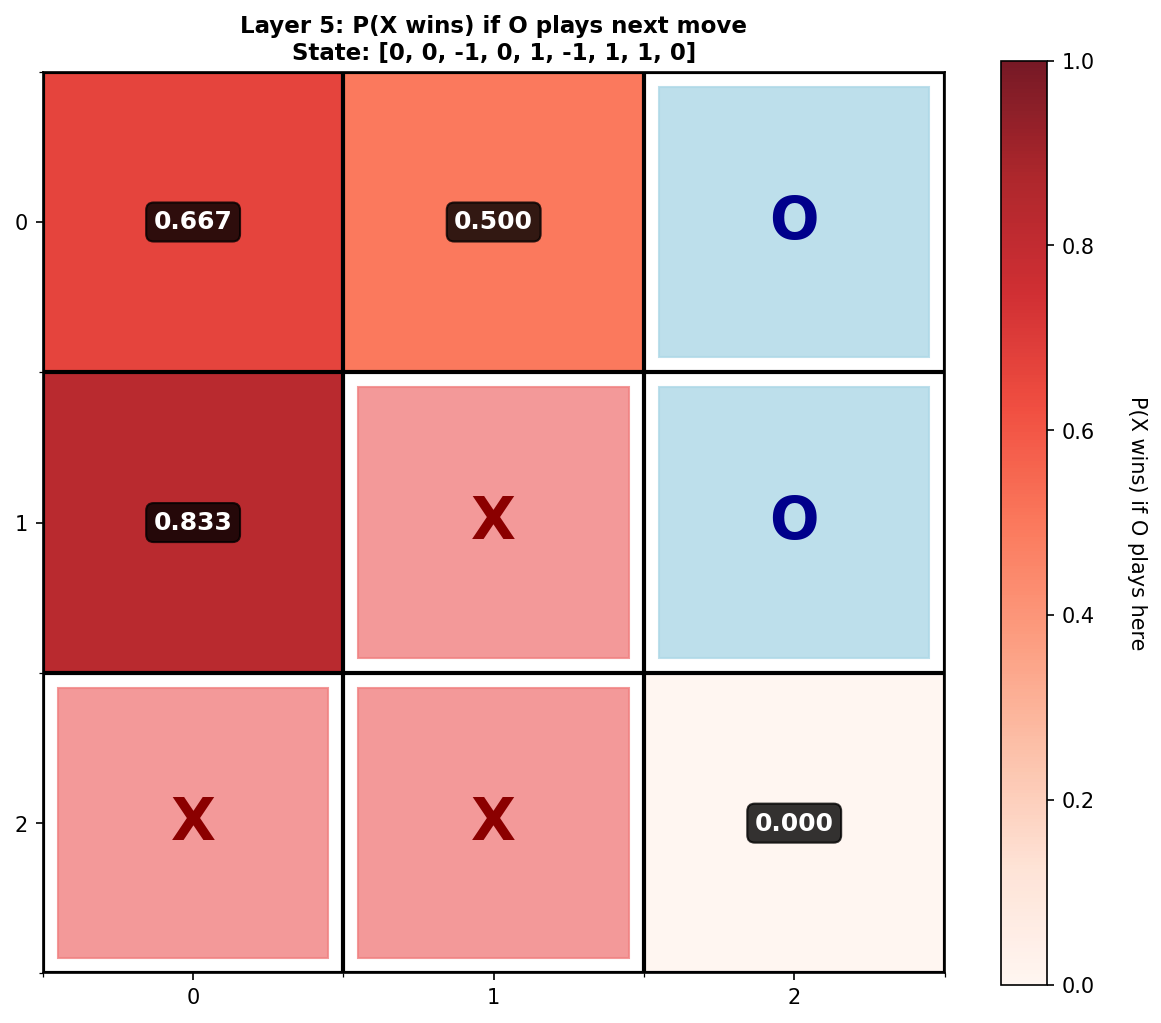 Layer 5: P(X wins) if O plays next move
State: [0, 0, -1, 0, 1, -1, 1, 1, 0]
0
0.667
0.500
O
1
0.833
X
O
2
X
X
0.000
0
1
2
1.0
0.8
0.6
0.4
0.2
0.0
P(X wins) if O plays here